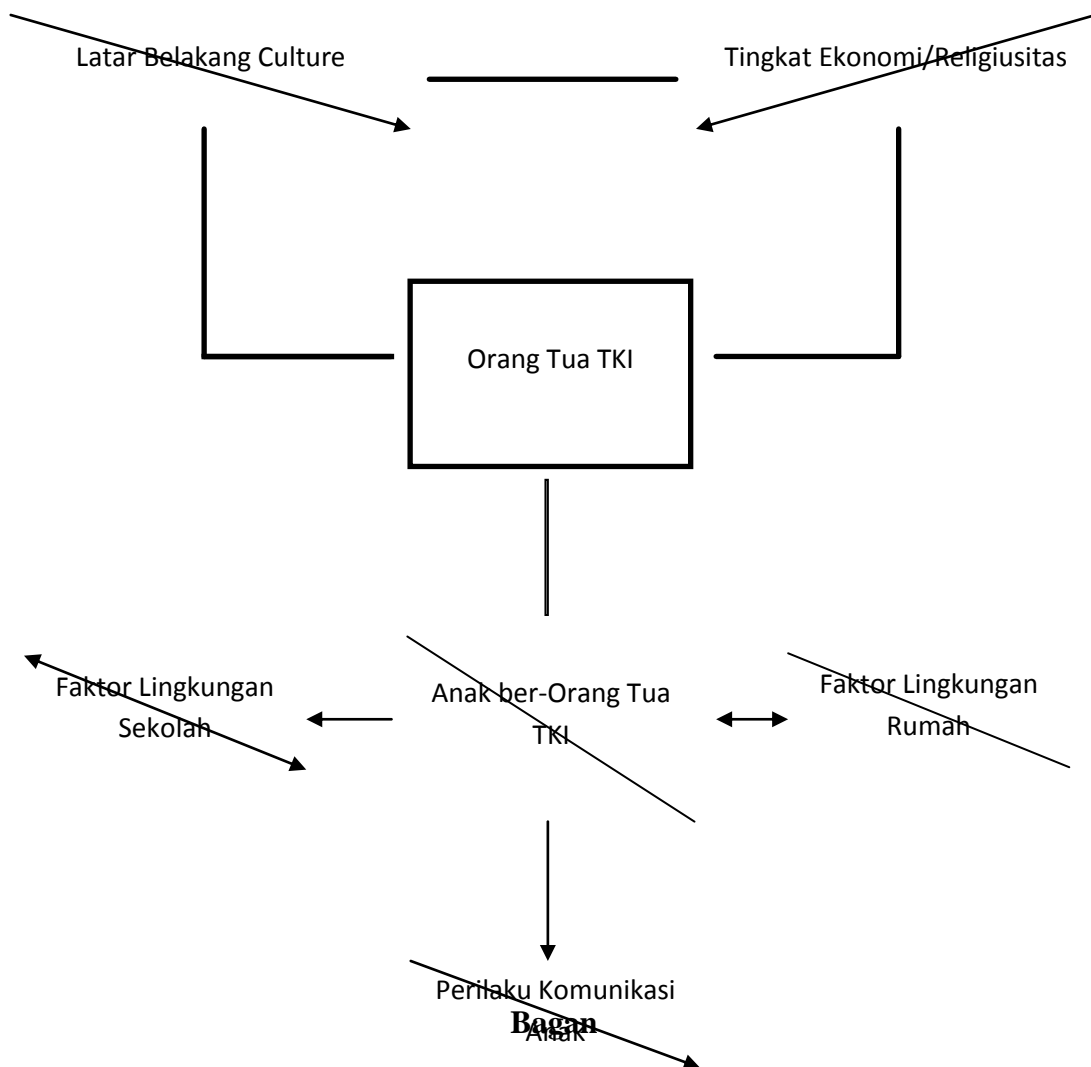 Latar Belakang Culture
Tingkat Ekonomi/Religiusitas
Orang Tua TKI
Faktor Lingkungan
Sekolah
Anak ber-Orang Tua
TKI
Faktor Lingkungan
Rumah
Perilaku Komunikasi
Anak
Bagan